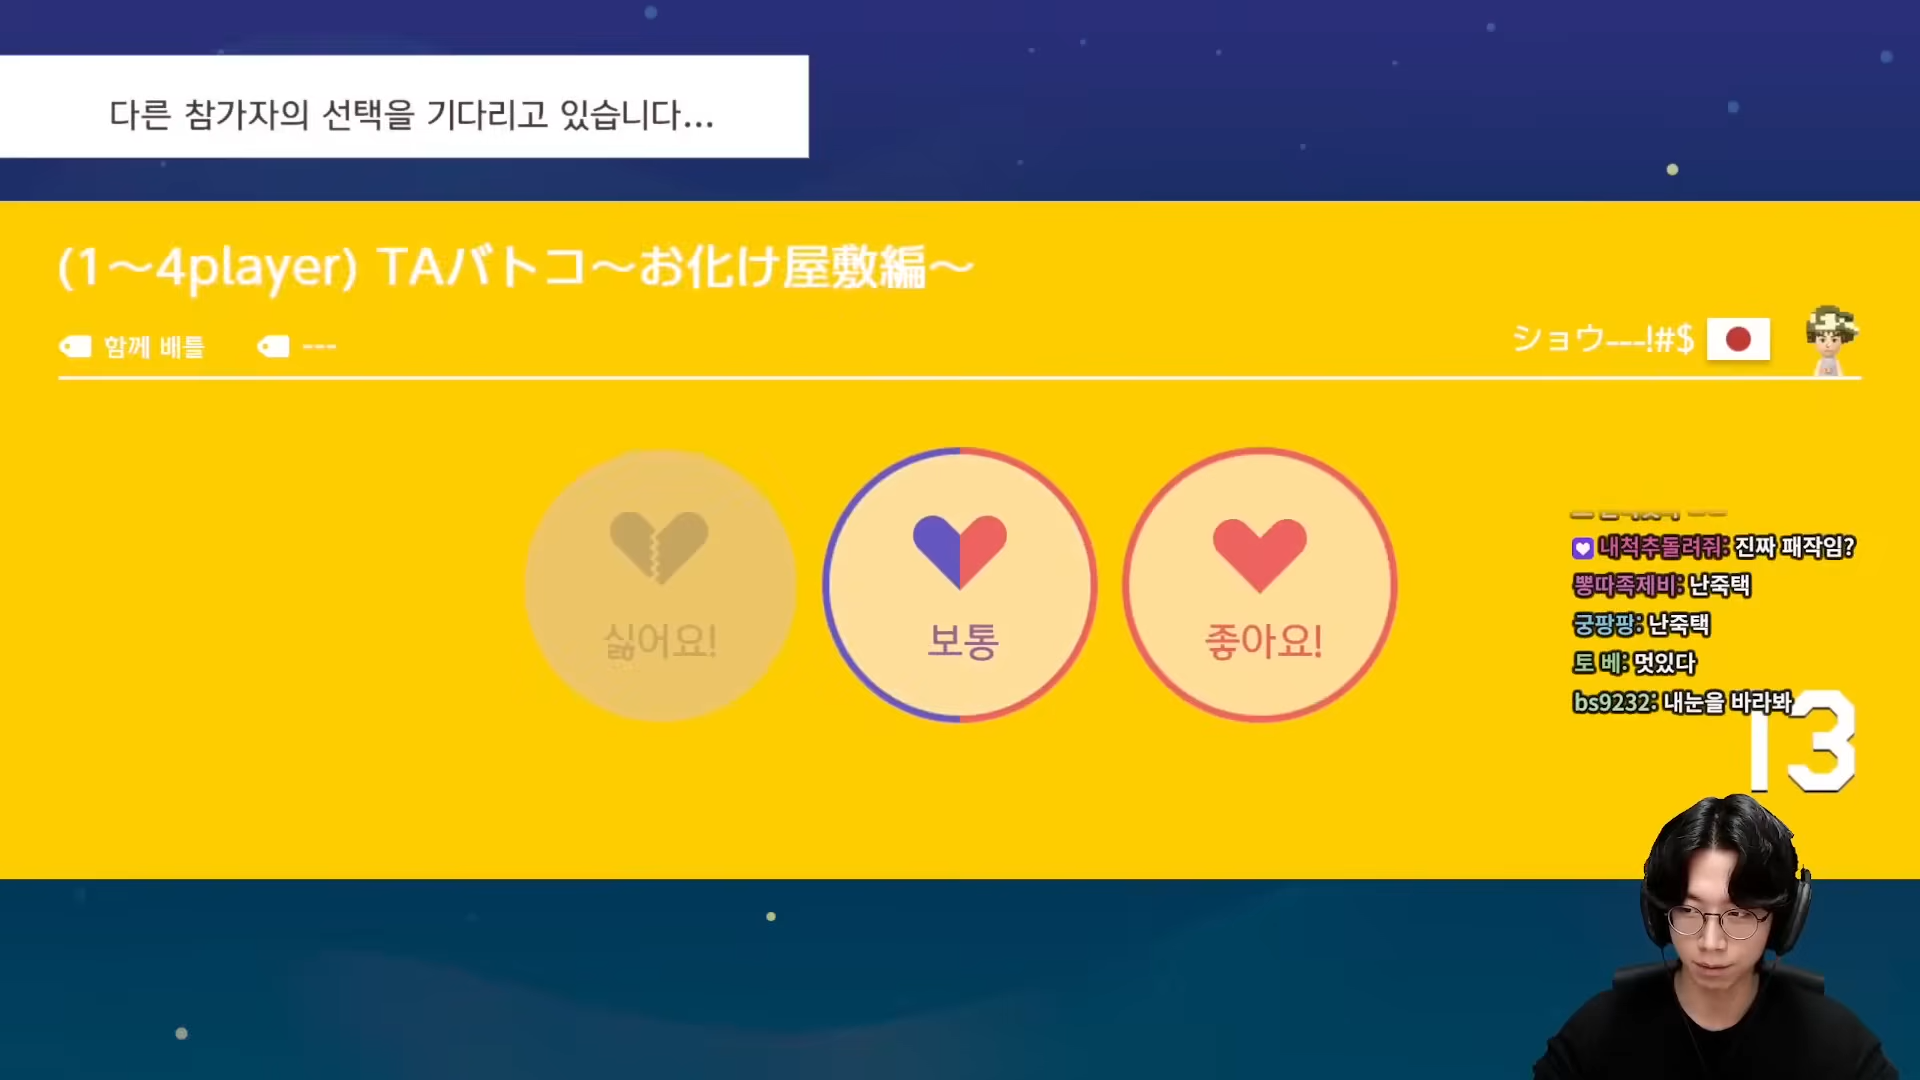 다른 참가자의 선택을 기다리고 있습니다...
(1～4player) TAバトコ～お化け屋敷編～
함께 배틀 ---
ショウ---!#$
싫어요!
보통
좋아요!
내척추돌려줘: 진짜 패작임?
뽕따족제비: 난죽택
궁팡팡: 난죽택
토 베: 멋있다
bs9232: 내눈을 바라봐
13